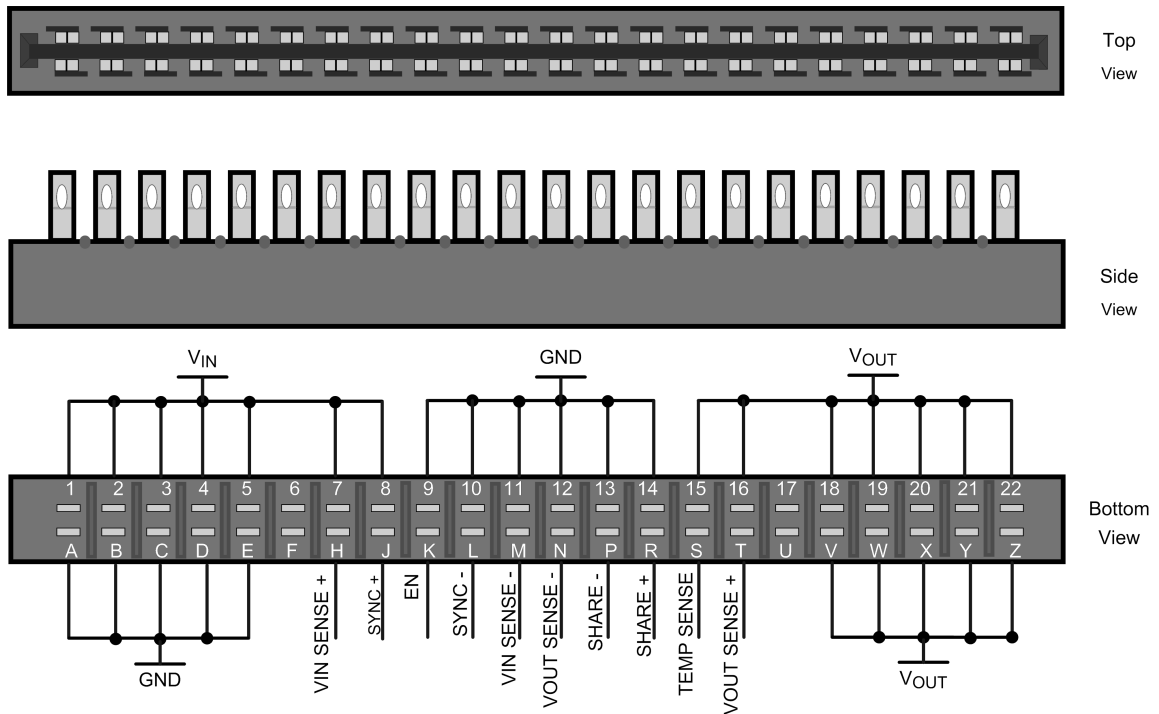 Top
View
Side
View
VIN
GND
VOUT
1 2 3 4 5 6 7 8 9 10 11 12 13 14 15 16 17 18 19 20 21 22
Bottom
View
A B C D E F H J K L M N P R S T U V W X Y Z
VIN SENSE +
SYNC +
EN
SYNC -
VIN SENSE -
VOUT SENSE -
SHARE -
SHARE +
TEMP SENSE
VOUT SENSE +
GND
VOUT